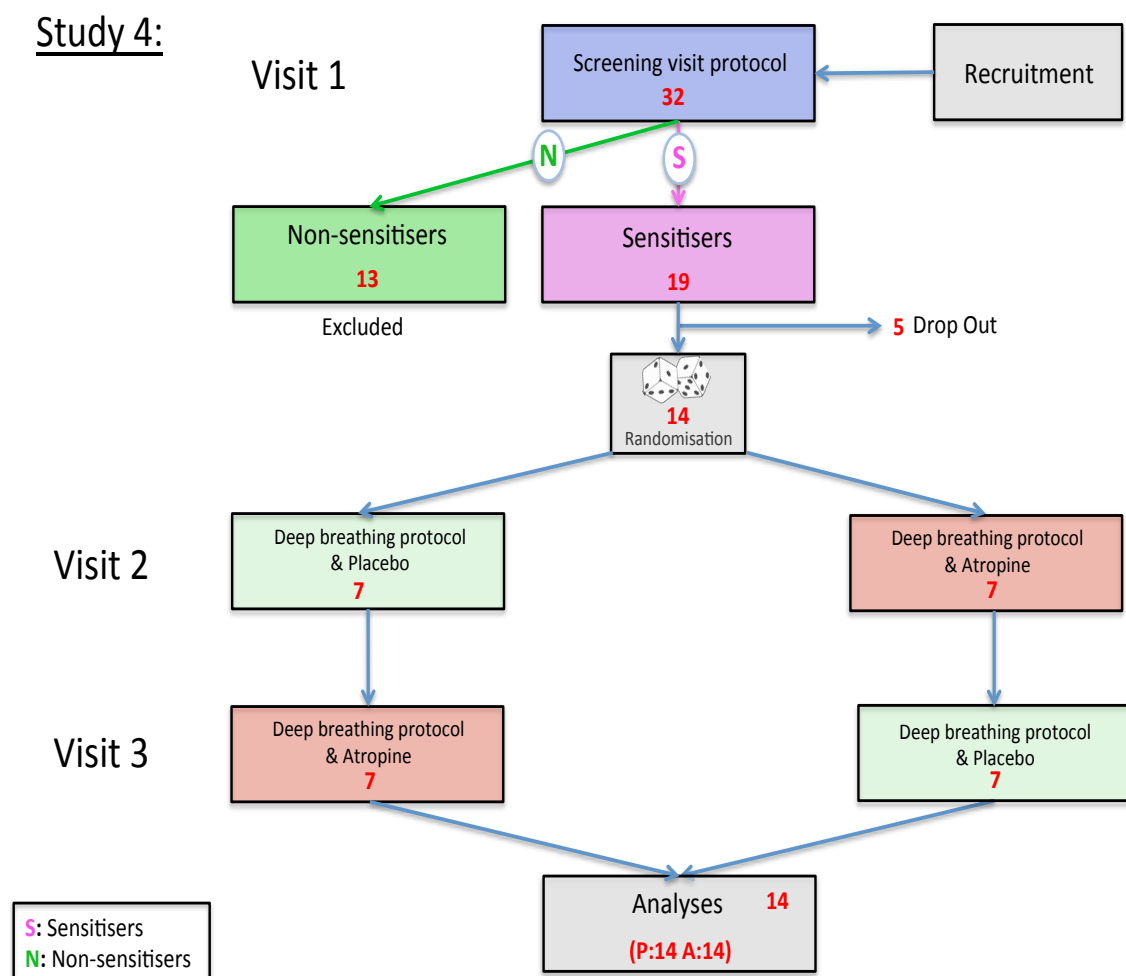 Study 4:
Visit 1
Screening visit protocol
32
Recruitment
N
S
Non-sensitisers
13
Excluded
Sensitisers
19
5 Drop Out
14
Randomisation
Visit 2
Deep breathing protocol
& Placebo
7
Deep breathing protocol
& Atropine
7
Visit 3
Deep breathing protocol
& Atropine
7
Deep breathing protocol
& Placebo
7
Analyses 14
(P:14 A:14)
S: Sensitisers
N: Non-sensitisers